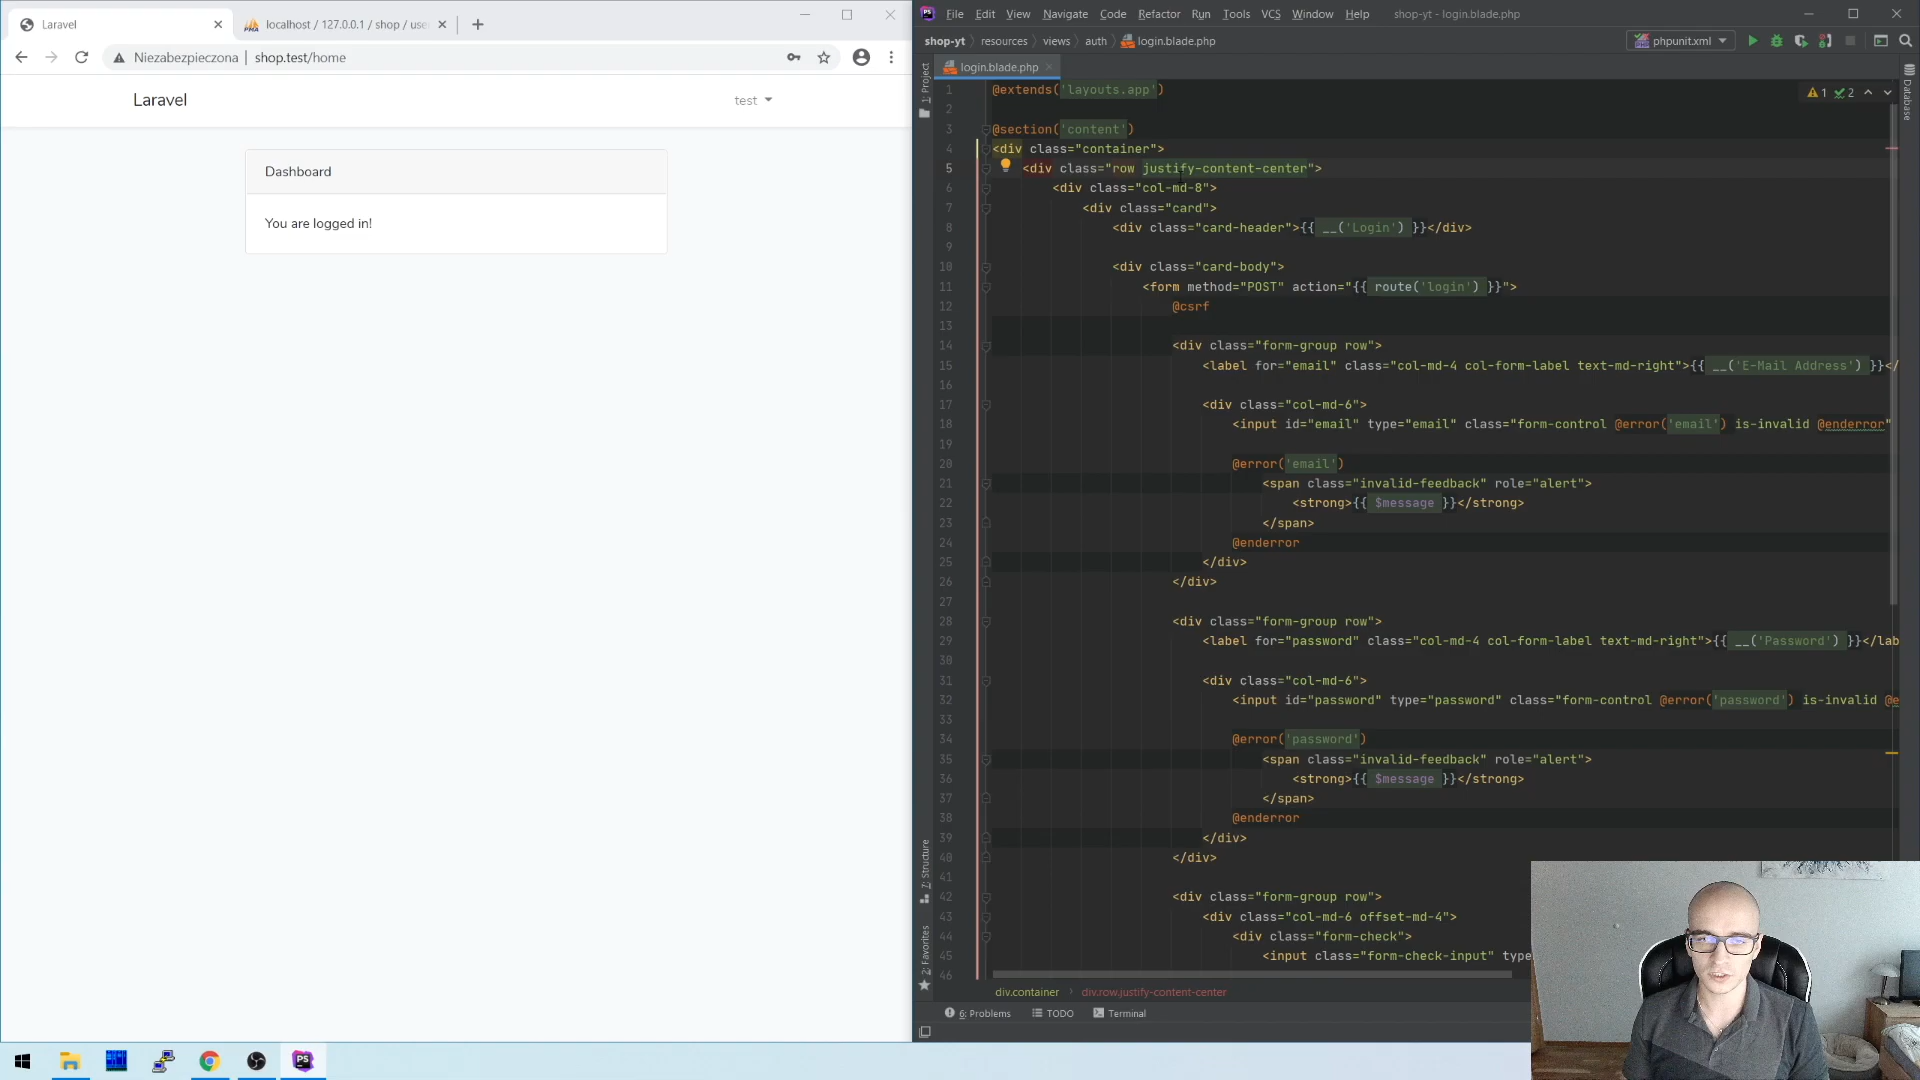 Laravel
localhost / 127.0.0.1 / shop / use
Niezabezpieczona | shop.test/home
Laravel
test
Dashboard
You are logged in!
File Edit View Navigate Code Refactor Run Tools VCS Window Help shop-yt - login.blade.php
shop-yt resources views auth login.blade.php
phpunit.xml
login.blade.php
1: Project
Database
1 2
1 @extends('layouts.app')
2
3 @section('content')
4 <div class="container">
5 <div class="row justify-content-center">
6 <div class="col-md-8">
7 <div class="card">
8 <div class="card-header">{{ __('Login') }}</div>
9
10 <div class="card-body">
11 <form method="POST" action="{{ route('login') }}">
12 @csrf
13
14 <div class="form-group row">
15 <label for="email" class="col-md-4 col-form-label text-md-right">{{ __('E-Mail Address') }}</
16
17 <div class="col-md-6">
18 <input id="email" type="email" class="form-control @error('email') is-invalid @enderror"
19
20 @error('email')
21 <span class="invalid-feedback" role="alert">
22 <strong>{{ $message }}</strong>
23 </span>
24 @enderror
25 </div>
26 </div>
27
28 <div class="form-group row">
29 <label for="password" class="col-md-4 col-form-label text-md-right">{{ __('Password') }}</lab
30
31 <div class="col-md-6">
32 <input id="password" type="password" class="form-control @error('password') is-invalid @e
33
34 @error('password')
35 <span class="invalid-feedback" role="alert">
36 <strong>{{ $message }}</strong>
37 </span>
38 @enderror
39 </div>
40 </div>
41
42 <div class="form-group row">
43 <div class="col-md-6 offset-md-4">
44 <div class="form-check">
45 <input class="form-check-input" type
46
7: Structure
2: Favorites
div.container div.row.justify-content-center
6: Problems TODO Terminal
PS